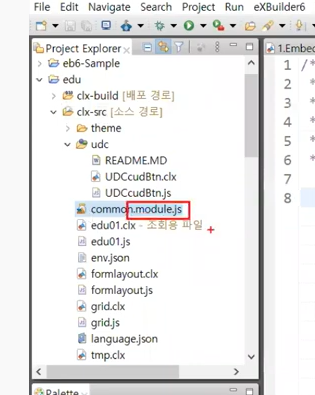 Edit Navigate Search Project Run eXBuilder6
Project Explorer
1.Embed
eb6-Sample
edu
clx-build [배포 경로]
clx-src [소스 경로]
theme
udc
README.MD
UDCcudBtn.clx
UDCcudBtn.js
common.module.js
edu01.clx - 조회용 파일
edu01.js
env.json
formlayout.clx
formlayout.js
grid.clx
grid.js
language.json
tmp.clx
Palette
1 /*
2 *
3 *
4 *
5 *
6
7
8